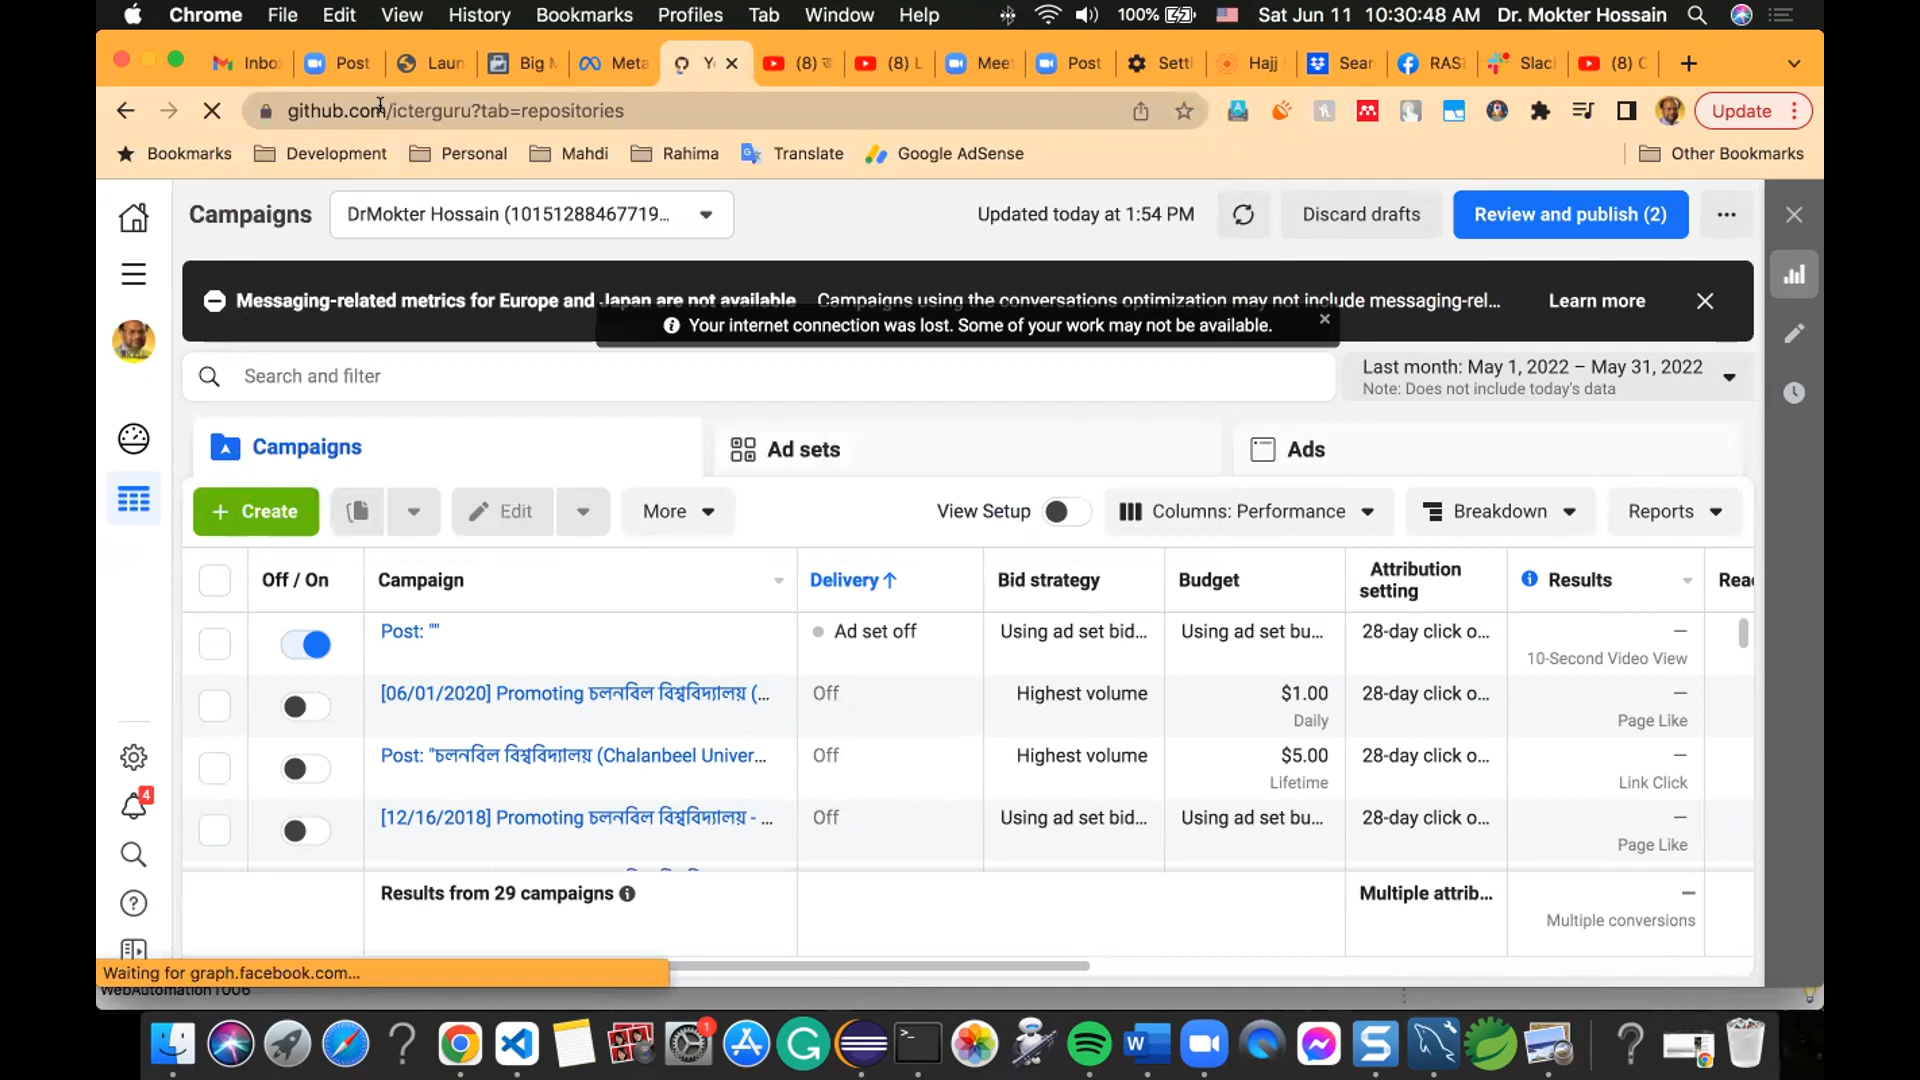 Chrome File Edit View History Bookmarks Profiles Tab Window Help 100% Sat Jun 11 10:30:48 AM Dr. Mokter Hossain
Inbo Post Laun Big Meta (8) (8) L Meet Post Setti Hajj Sear RAS Slac (8) C
github.com/icterguru?tab=repositories Update
Bookmarks Development Personal Mahdi Rahima Translate Google AdSense Other Bookmarks
Campaigns DrMokter Hossain (10151288467719... Updated today at 1:54 PM Discard drafts Review and publish (2)
Messaging-related metrics for Europe and Japan are not available Campaigns using the conversations optimization may not include messaging-rel... Learn more
Your internet connection was lost. Some of your work may not be available.
Search and filter
Last month: May 1, 2022 – May 31, 2022
Note: Does not include today's data
Campaigns Ad sets Ads
+ Create Edit More View Setup Columns: Performance Breakdown Reports
Off / On Campaign Delivery ↑ Bid strategy Budget Attribution setting Results Reac
Post: "" Ad set off Using ad set bid... Using ad set bu... 28-day click o... —
10-Second Video View
[06/01/2020] Promoting চলনবিল বিশ্ববিদ্যালয় (... Off Highest volume $1.00 28-day click o... —
Daily Page Like
Post: "চলনবিল বিশ্ববিদ্যালয় (Chalanbeel Univer... Off Highest volume $5.00 28-day click o... —
Lifetime Link Click
[12/16/2018] Promoting চলনবিল বিশ্ববিদ্যালয় - ... Off Using ad set bid... Using ad set bu... 28-day click o... —
Page Like
4
Results from 29 campaigns Multiple attrib... —
Multiple conversions
Waiting for graph.facebook.com...
WebAutomation1006
1